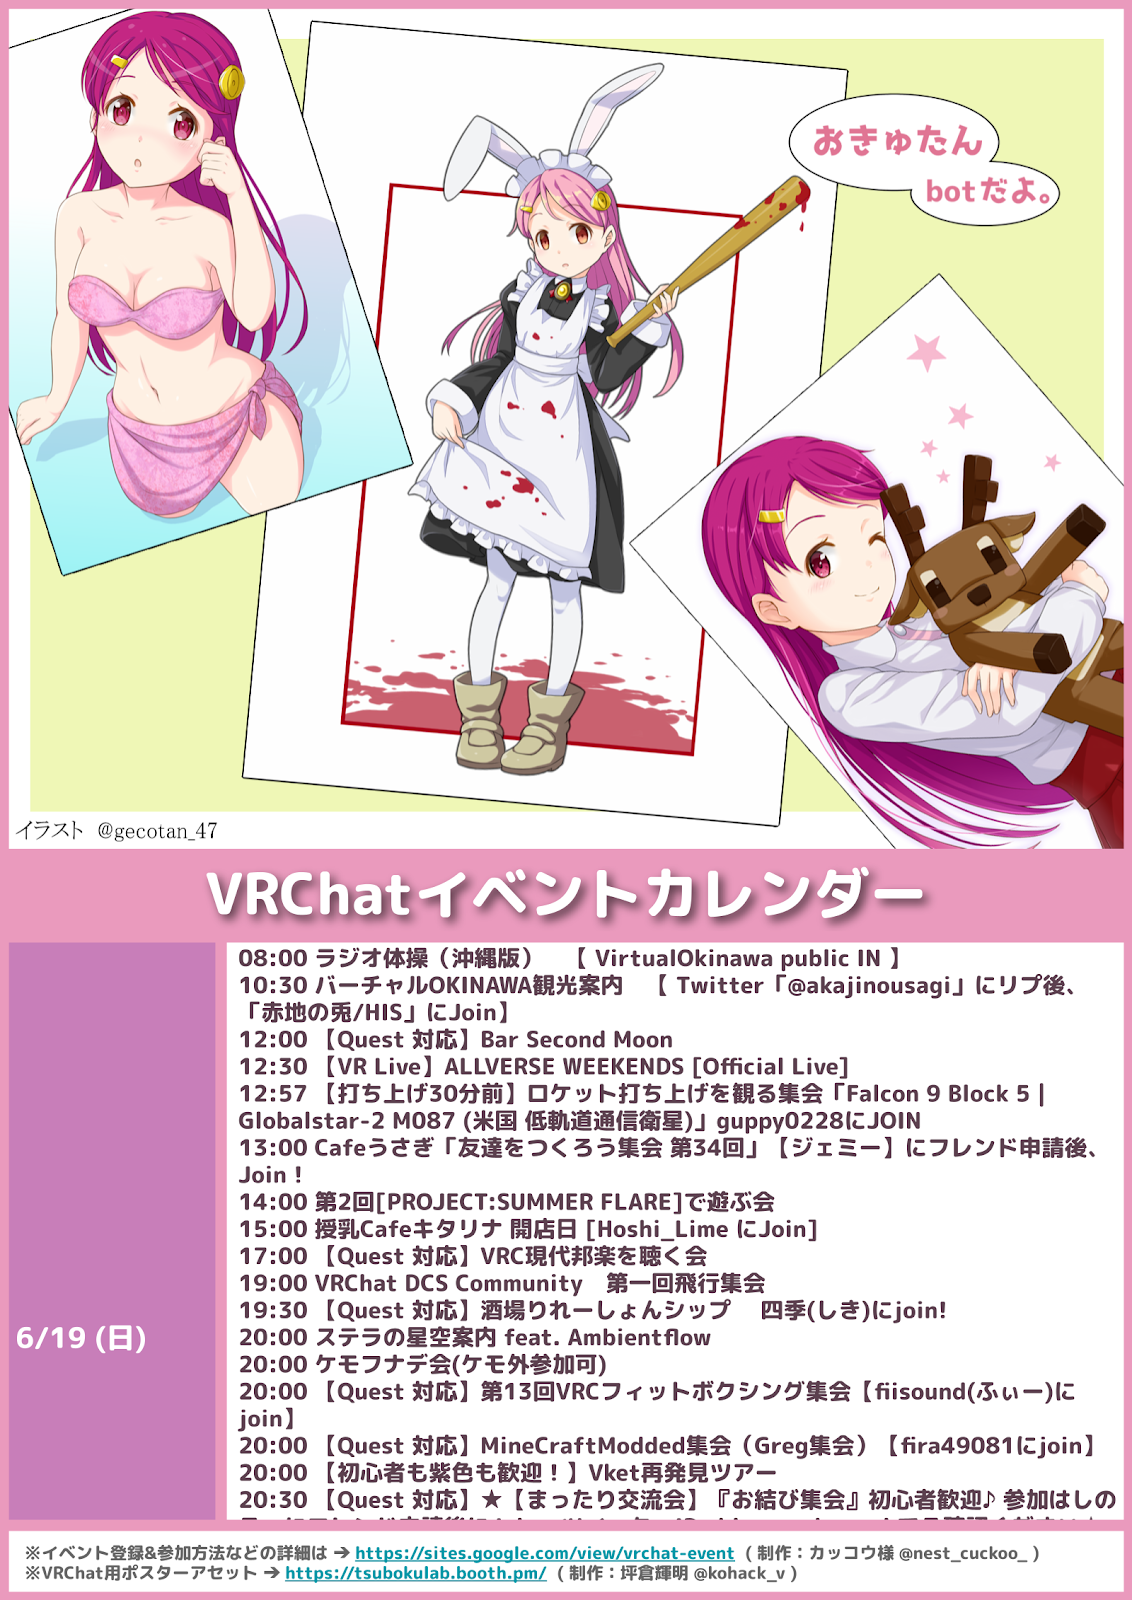 おきゅたん
botだよ。
イラスト @gecotan_47
VRChatイベントカレンダー
6/19 (日)
08:00 ラジオ体操（沖縄版）　【 VirtualOkinawa public IN 】
10:30 バーチャルOKINAWA観光案内　【 Twitter「@akajinousagi」にリプ後、
「赤地の兎/HIS」にJoin】
12:00 【Quest 対応】Bar Second Moon
12:30 【VR Live】ALLVERSE WEEKENDS [Official Live]
12:57 【打ち上げ30分前】ロケット打ち上げを観る集会「Falcon 9 Block 5 |
Globalstar-2 M087 (米国 低軌道通信衛星)」guppy0228にJOIN
13:00 Cafeうさぎ「友達をつくろう集会 第34回」【ジェミー】にフレンド申請後、
Join！
14:00 第2回[PROJECT:SUMMER FLARE]で遊ぶ会
15:00 授乳Cafeキタリナ 開店日 [Hoshi_Lime にJoin]
17:00 【Quest 対応】VRC現代邦楽を聴く会
19:00 VRChat DCS Community　第一回飛行集会
19:30 【Quest 対応】酒場りれーしょんシップ　四季(しき)にjoin!
20:00 ステラの星空案内 feat. Ambientflow
20:00 ケモフナデ会(ケモ外参加可)
20:00 【Quest 対応】第13回VRCフィットボクシング集会【fiisound(ふぃー)に
join】
20:00 【Quest 対応】MineCraftModded集会（Greg集会）【fira49081にjoin】
20:00 【初心者も紫色も歓迎！】Vket再発見ツアー
20:30 【Quest 対応】★【まったり交流会】『お結び集会』初心者歓迎♪ 参加はしの
※イベント登録&参加方法などの詳細は ➔ https://sites.google.com/view/vrchat-event ( 制作：カッコウ様 @nest_cuckoo_ )
※VRChat用ポスターアセット ➔ https://tsubokulab.booth.pm/ ( 制作：坪倉輝明 @kohack_v )